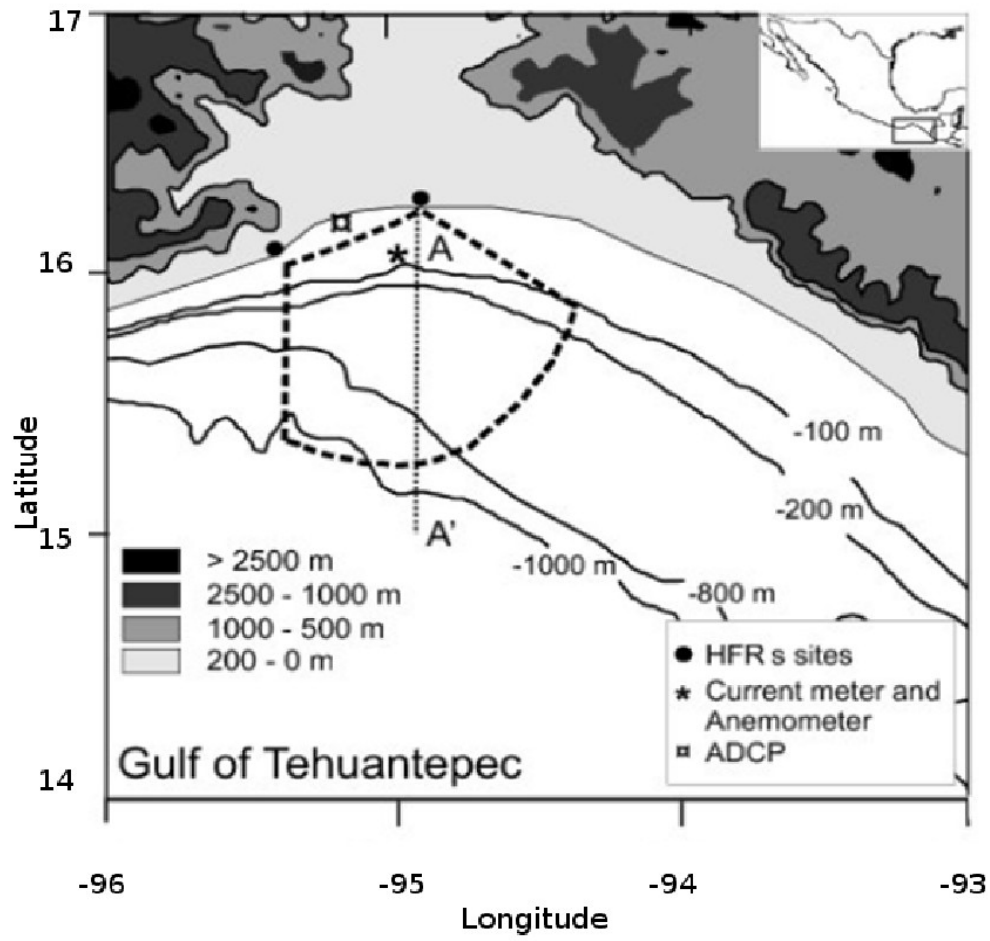 17
16
15
14
Latitude
A
A'
-100 m
-200 m
-1000 m
-800 m
> 2500 m
2500 - 1000 m
1000 - 500 m
200 - 0 m
HFR s sites
* Current meter and
Anemometer
¤ ADCP
Gulf of Tehuantepec
-96 -95 -94 -93
Longitude